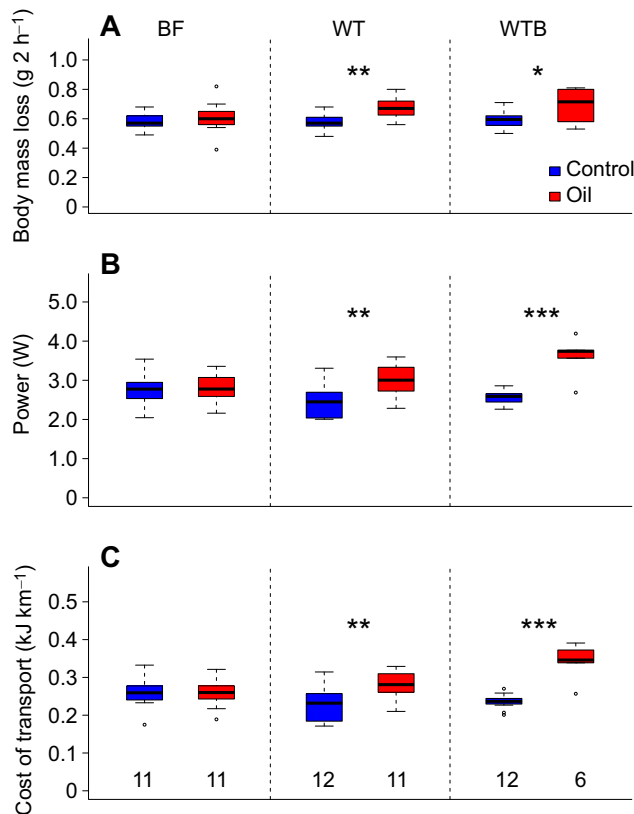 A
BF WT WTB
Body mass loss (g 2 h⁻¹)
1.0
0.8
0.6
0.4
0.2
0
** *
Control
Oil
B
Power (W)
5.0
4.0
3.0
2.0
1.0
0
** ***
C
Cost of transport (kJ km⁻¹)
0.5
0.4
0.3
0.2
0.1
0
** ***
11 11 12 11 12 6